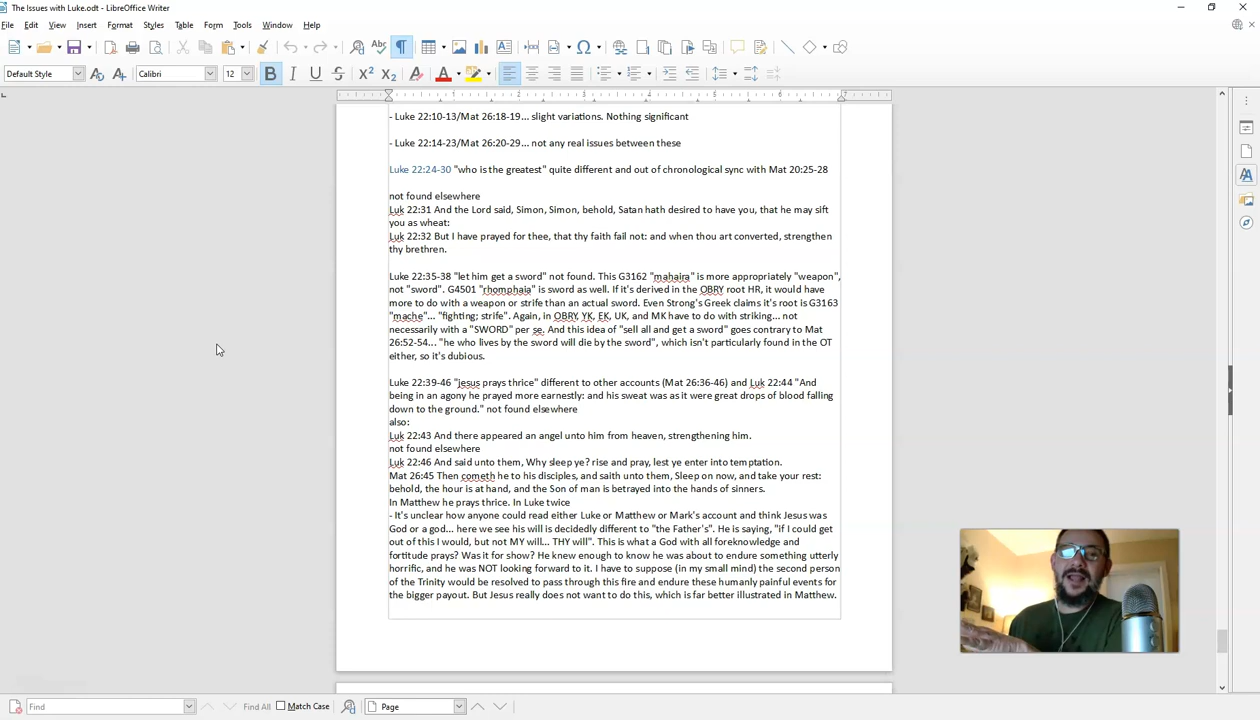 The Issues with Luke.odt - LibreOffice Writer
File Edit View Insert Format Styles Table Form Tools Window Help
Default Style Calibri 12
1 2 3 4 5 6 7
- Luke 22:10-13/Mat 26:18-19... slight variations. Nothing significant
- Luke 22:14-23/Mat 26:20-29... not any real issues between these
Luke 22:24-30 "who is the greatest" quite different and out of chronological sync with Mat 20:25-28
not found elsewhere
Luk 22:31 And the Lord said, Simon, Simon, behold, Satan hath desired to have you, that he may sift
you as wheat:
Luk 22:32 But I have prayed for thee, that thy faith fail not: and when thou art converted, strengthen
thy brethren.
Luke 22:35-38 "let him get a sword" not found. This G3162 "mahaira" is more appropriately "weapon",
not "sword". G4501 "rhomphaia" is sword as well. If it's derived in the OBRY root HR, it would have
more to do with a weapon or strife than an actual sword. Even Strong's Greek claims it's root is G3163
"mache"... "fighting; strife". Again, in OBRY, YK, EK, UK, and MK have to do with striking... not
necessarily with a "SWORD" per se. And this idea of "sell all and get a sword" goes contrary to Mat
26:52-54... "he who lives by the sword will die by the sword", which isn't particularly found in the OT
either, so it's dubious.
Luke 22:39-46 "jesus prays thrice" different to other accounts (Mat 26:36-46) and Luk 22:44 "And
being in an agony he prayed more earnestly: and his sweat was as it were great drops of blood falling
down to the ground." not found elsewhere
also:
Luk 22:43 And there appeared an angel unto him from heaven, strengthening him.
not found elsewhere
Luk 22:46 And said unto them, Why sleep ye? rise and pray, lest ye enter into temptation.
Mat 26:45 Then cometh he to his disciples, and saith unto them, Sleep on now, and take your rest:
behold, the hour is at hand, and the Son of man is betrayed into the hands of sinners.
In Matthew he prays thrice. In Luke twice
- It's unclear how anyone could read either Luke or Matthew or Mark's account and think Jesus was
God or a god... here we see his will is decidedly different to "the Father's". He is saying, "if I could get
out of this I would, but not MY will... THY will". This is what a God with all foreknowledge and
fortitude prays? Was it for show? He knew enough to know he was about to endure something utterly
horrific, and he was NOT looking forward to it. I have to suppose (in my small mind) the second person
of the Trinity would be resolved to pass through this fire and endure these humanly painful events for
the bigger payout. But Jesus really does not want to do this, which is far better illustrated in Matthew.
Find Find All Match Case Page